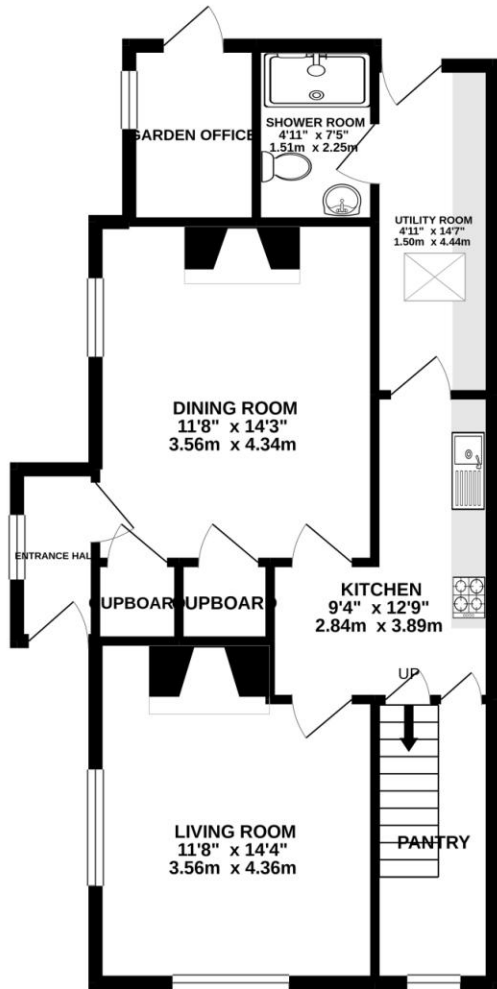 SHOWER ROOM
4'11" x 7'5"
1.51m x 2.25m
GARDEN OFFICE
UTILITY ROOM
4'11" x 14'7"
1.50m x 4.44m
DINING ROOM
11'8" x 14'3"
3.56m x 4.34m
ENTRANCE HALL
CUPBOARD
CUPBOARD
KITCHEN
9'4" x 12'9"
2.84m x 3.89m
UP
LIVING ROOM
11'8" x 14'4"
3.56m x 4.36m
PANTRY